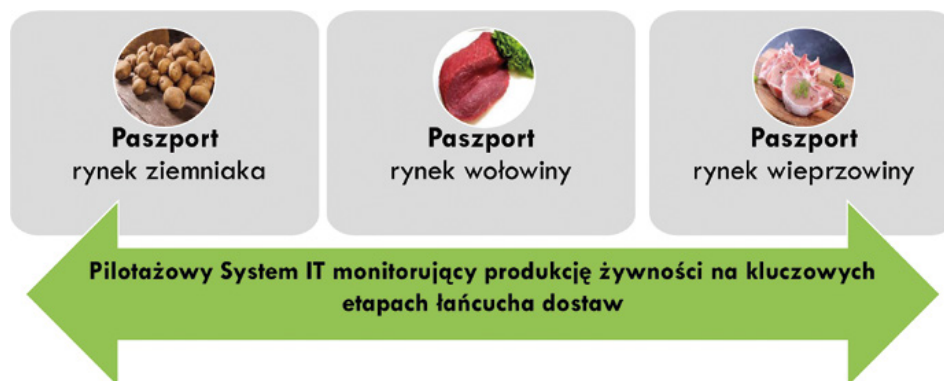 Paszport
rynek ziemniaka
Paszport
rynek wołowiny
Paszport
rynek wieprzowiny
Pilotażowy System IT monitorujący produkcję żywności na kluczowych
etapach łańcucha dostaw